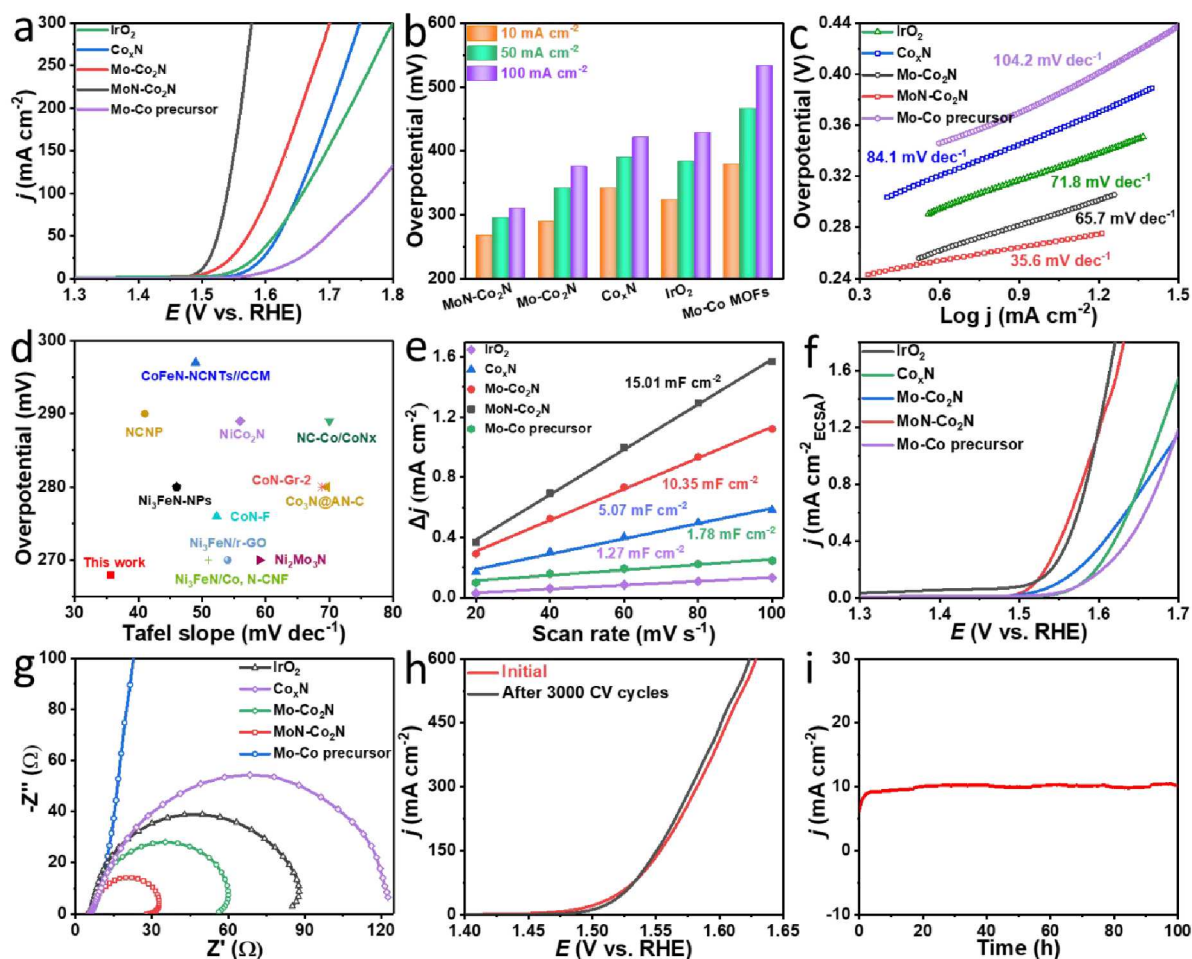 a
j (mA cm⁻²)
300
250
200
150
100
50
0
IrO₂
CoₓN
Mo-Co₂N
MoN-Co₂N
Mo-Co precursor
1.3 1.4 1.5 1.6 1.7 1.8
E (V vs. RHE)
b
Overpotential (mV)
600
500
400
300
200
10 mA cm⁻²
50 mA cm⁻²
100 mA cm⁻²
MoN-Co₂N Mo-Co₂N CoₓN IrO₂ Mo-Co MOFs
c
Overpotential (V)
0.44
0.40
0.36
0.32
0.28
0.24
IrO₂
CoₓN
Mo-Co₂N
MoN-Co₂N
Mo-Co precursor
104.2 mV dec⁻¹
84.1 mV dec⁻¹
71.8 mV dec⁻¹
65.7 mV dec⁻¹
35.6 mV dec⁻¹
0.3 0.6 0.9 1.2 1.5
Log j (mA cm⁻²)
d
Overpotential (mV)
300
290
280
270
CoFeN-NCNTs//CCM
NCNP
NiCo₂N
NC-Co/CoNx
CoN-Gr-2
Ni₃FeN-NPs
Co₃N@AN-C
CoN-F
Ni₃FeN/r-GO
This work
Ni₂Mo₃N
Ni₃FeN/Co, N-CNF
30 40 50 60 70 80
Tafel slope (mV dec⁻¹)
e
Δj (mA cm⁻²)
1.6
1.2
0.8
0.4
0.0
IrO₂
CoₓN
Mo-Co₂N
MoN-Co₂N
Mo-Co precursor
15.01 mF cm⁻²
10.35 mF cm⁻²
5.07 mF cm⁻²
1.78 mF cm⁻²
1.27 mF cm⁻²
20 40 60 80 100
Scan rate (mV s⁻¹)
f
j (mA cm⁻²ECSA)
1.6
1.2
0.8
0.4
0.0
IrO₂
CoₓN
Mo-Co₂N
MoN-Co₂N
Mo-Co precursor
1.3 1.4 1.5 1.6 1.7
E (V vs. RHE)
g
-Z" (Ω)
100
80
60
40
20
0
IrO₂
CoₓN
Mo-Co₂N
MoN-Co₂N
Mo-Co precursor
0 30 60 90 120
Z' (Ω)
h
j (mA cm⁻²)
600
450
300
150
0
Initial
After 3000 CV cycles
1.40 1.45 1.50 1.55 1.60 1.65
E (V vs. RHE)
i
j (mA cm⁻²)
30
20
10
0
-10
0 20 40 60 80 100
Time (h)